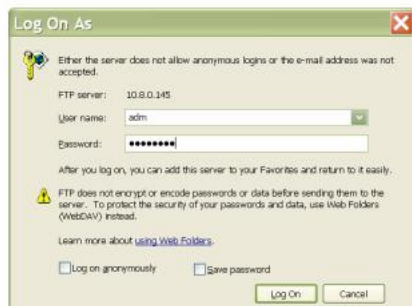 Log On As
Either the server does not allow anonymous logins or the e-mail address was not
accepted.
FTP server: 10.8.0.145
User name: adm
Password: ••••••••
After you log on, you can add this server to your Favorites and return to it easily.
FTP does not encrypt or encode passwords or data before sending them to the
server. To protect the security of your passwords and data, use Web Folders
(WebDAV) instead.
Learn more about using Web Folders.
Log on anonymously Save password
Log On Cancel